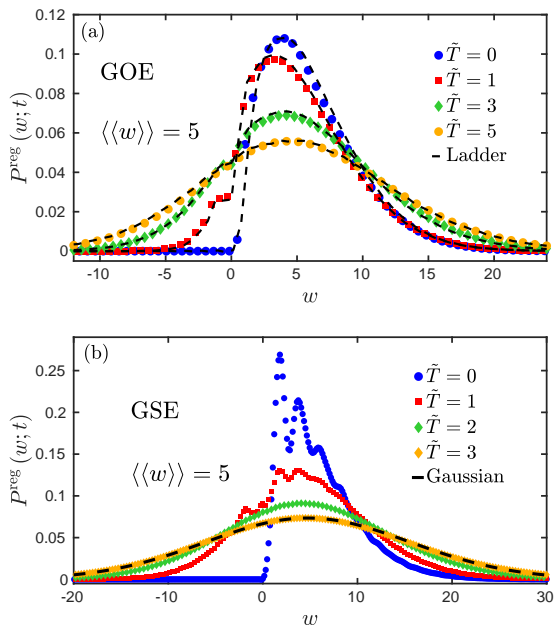 (a)
GOE
⟨⟨w⟩⟩ = 5
T̃ = 0
T̃ = 1
T̃ = 3
T̃ = 5
Ladder
P^reg(w; t)
0.12
0.1
0.08
0.06
0.04
0.02
0
-10 -5 0 5 10 15 20
w
(b)
GSE
⟨⟨w⟩⟩ = 5
T̃ = 0
T̃ = 1
T̃ = 2
T̃ = 3
Gaussian
P^reg(w; t)
0.25
0.2
0.15
0.1
0.05
0
-20 -10 0 10 20 30
w